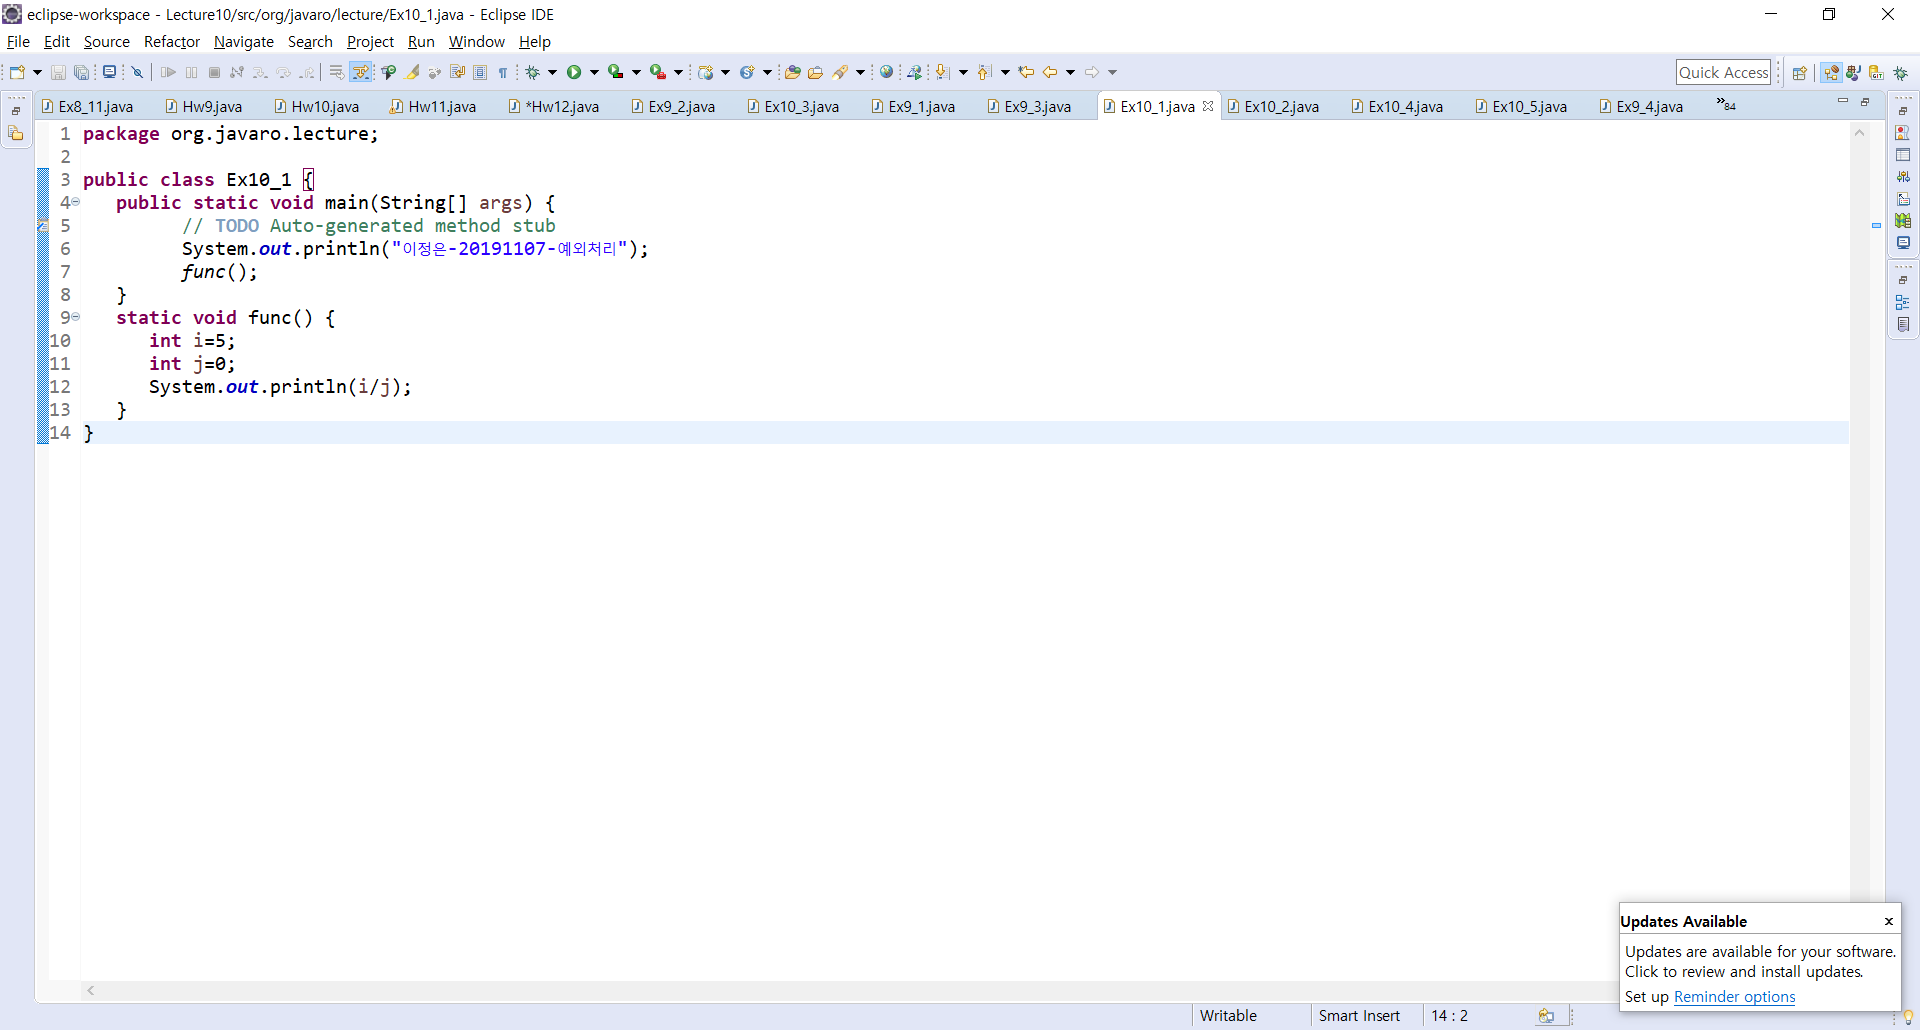 eclipse-workspace - Lecture10/src/org/javaro/lecture/Ex10_1.java - Eclipse IDE
File Edit Source Refactor Navigate Search Project Run Window Help
Quick Access
Ex8_11.java Hw9.java Hw10.java Hw11.java *Hw12.java Ex9_2.java Ex10_3.java Ex9_1.java Ex9_3.java Ex10_1.java Ex10_2.java Ex10_4.java Ex10_5.java Ex9_4.java »84
1 package org.javaro.lecture;
2
3 public class Ex10_1 {
4 public static void main(String[] args) {
5 // TODO Auto-generated method stub
6 System.out.println("이정은-20191107-예외처리");
7 func();
8 }
9 static void func() {
10 int i=5;
11 int j=0;
12 System.out.println(i/j);
13 }
14 }
Updates Available
Updates are available for your software.
Click to review and install updates.
Set up Reminder options
Writable Smart Insert 14 : 2